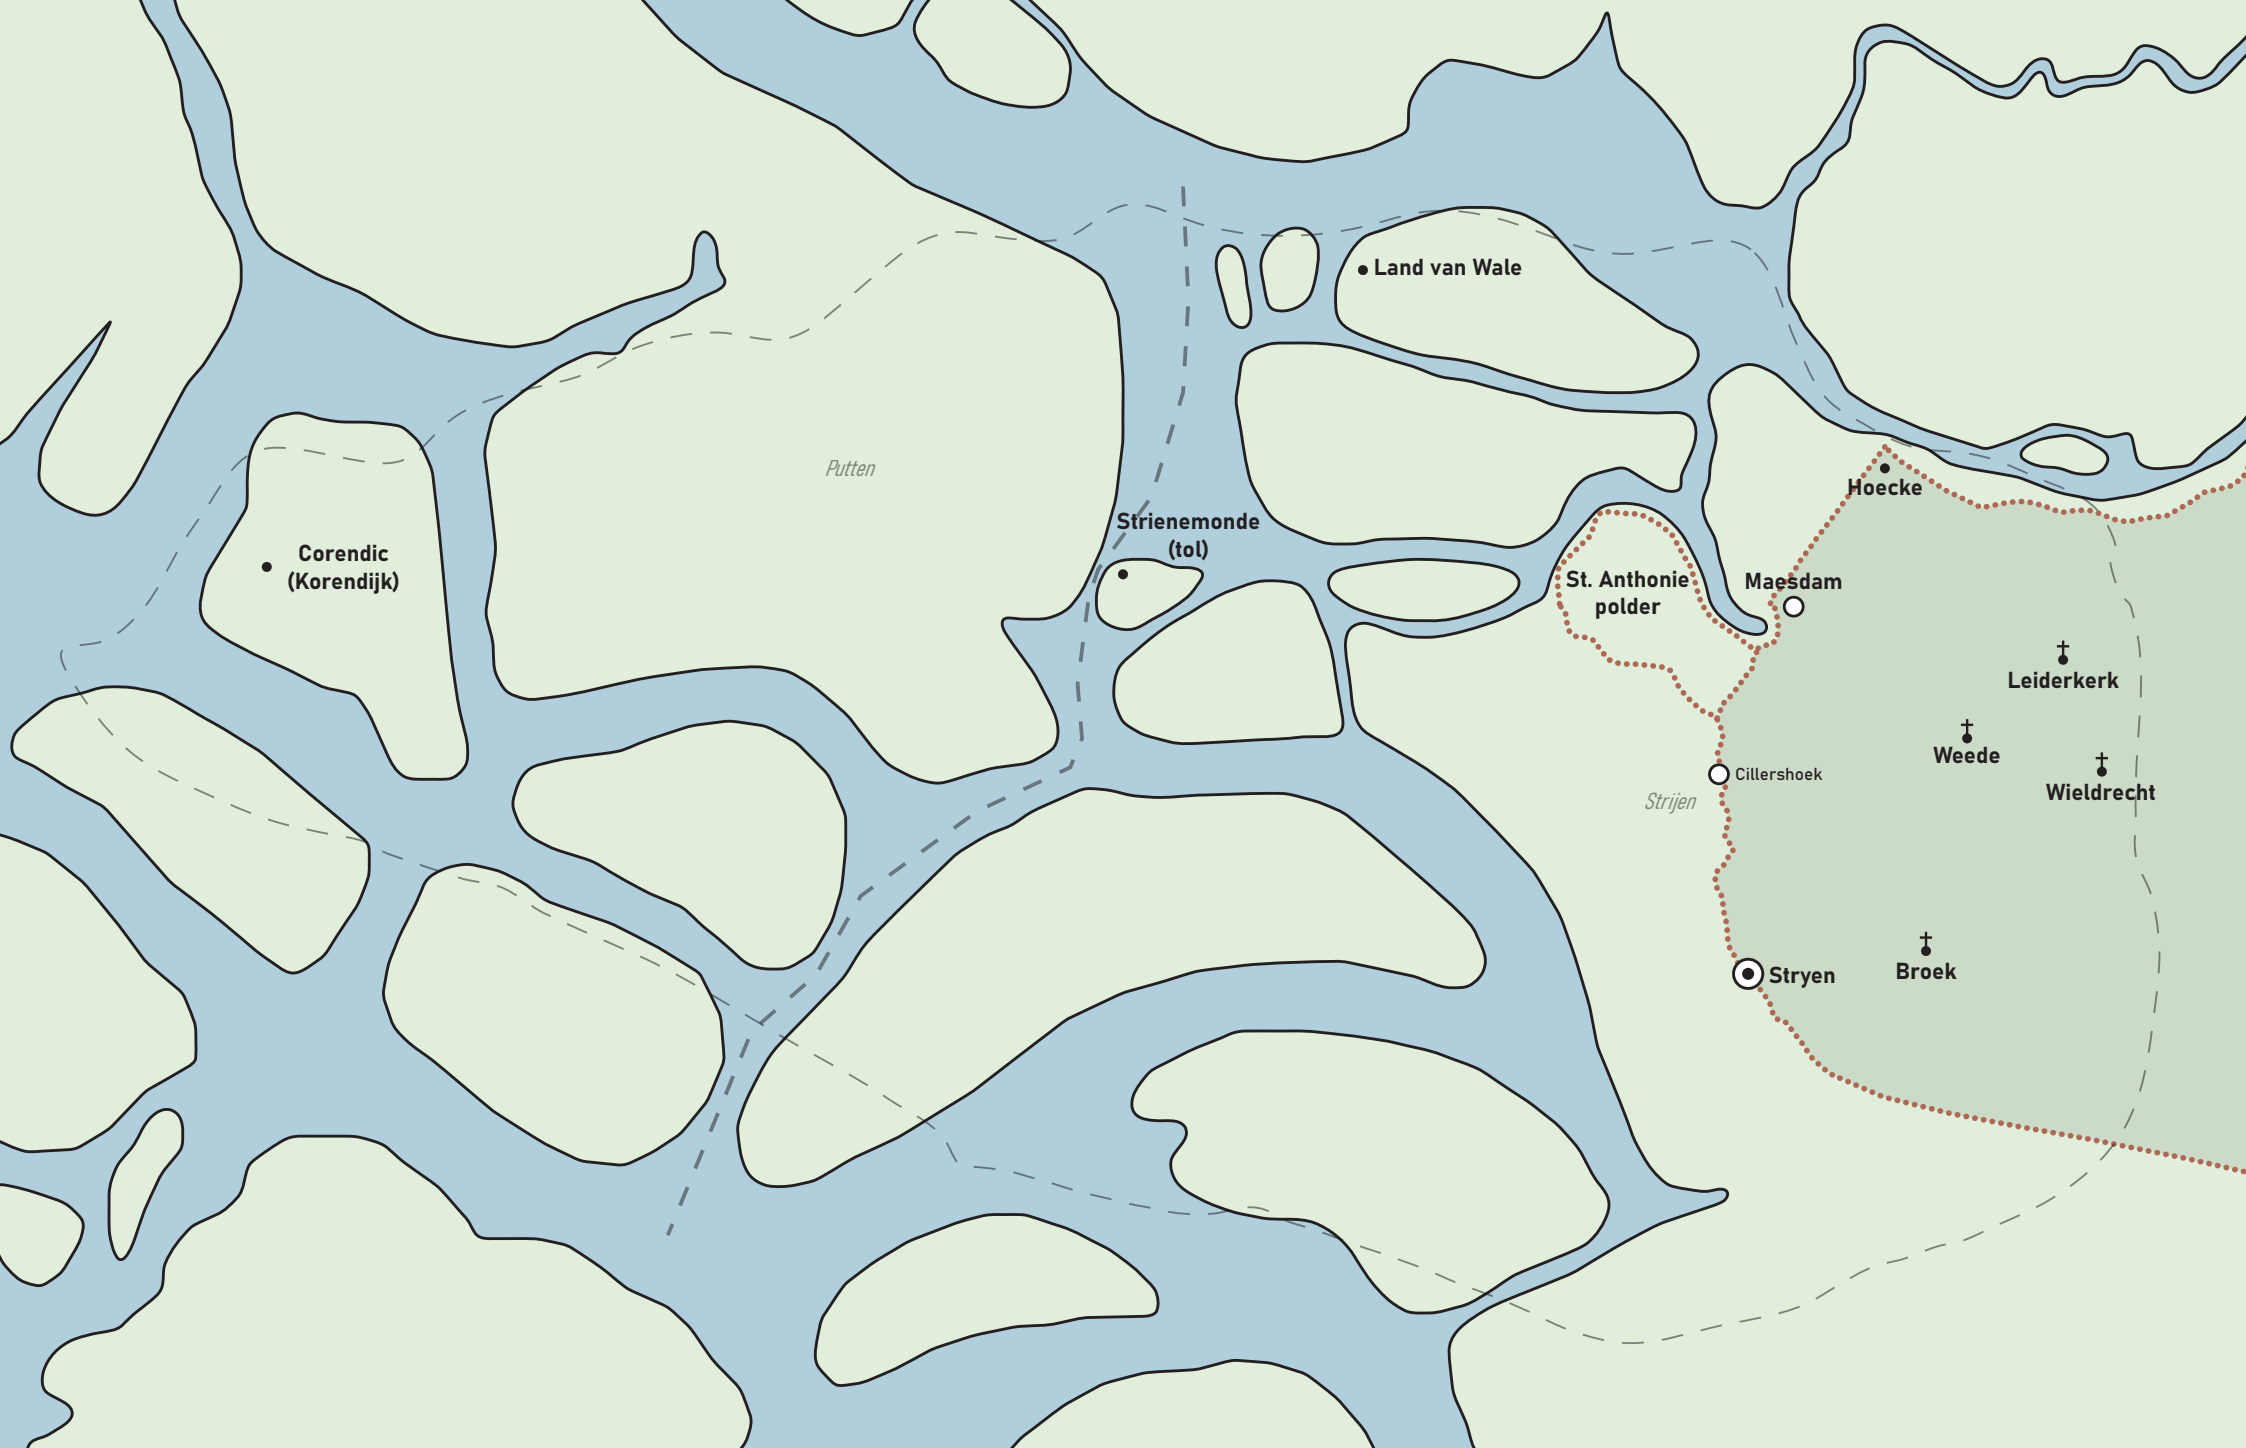 Land van Wale
Putten
Hoecke
Strienemonde
(tol)
Corendic
(Korendijk)
St. Anthonie
polder
Maesdam
Leiderkerk
Weede
Cillershoek
Wieldrecht
Strijen
Broek
Stryen